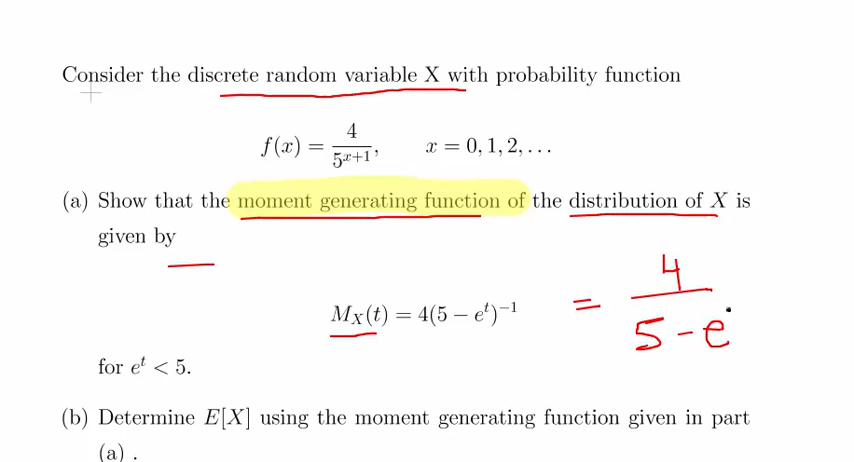 Consider the discrete random variable X with probability function
f(x) = 4/5^{x+1}, x = 0, 1, 2, . . .
(a) Show that the moment generating function of the distribution of X is
given by
M_X(t) = 4(5 − e^t)^{−1} = 4/(5 − e
for e^t < 5.
(b) Determine E[X] using the moment generating function given in part
(a) .